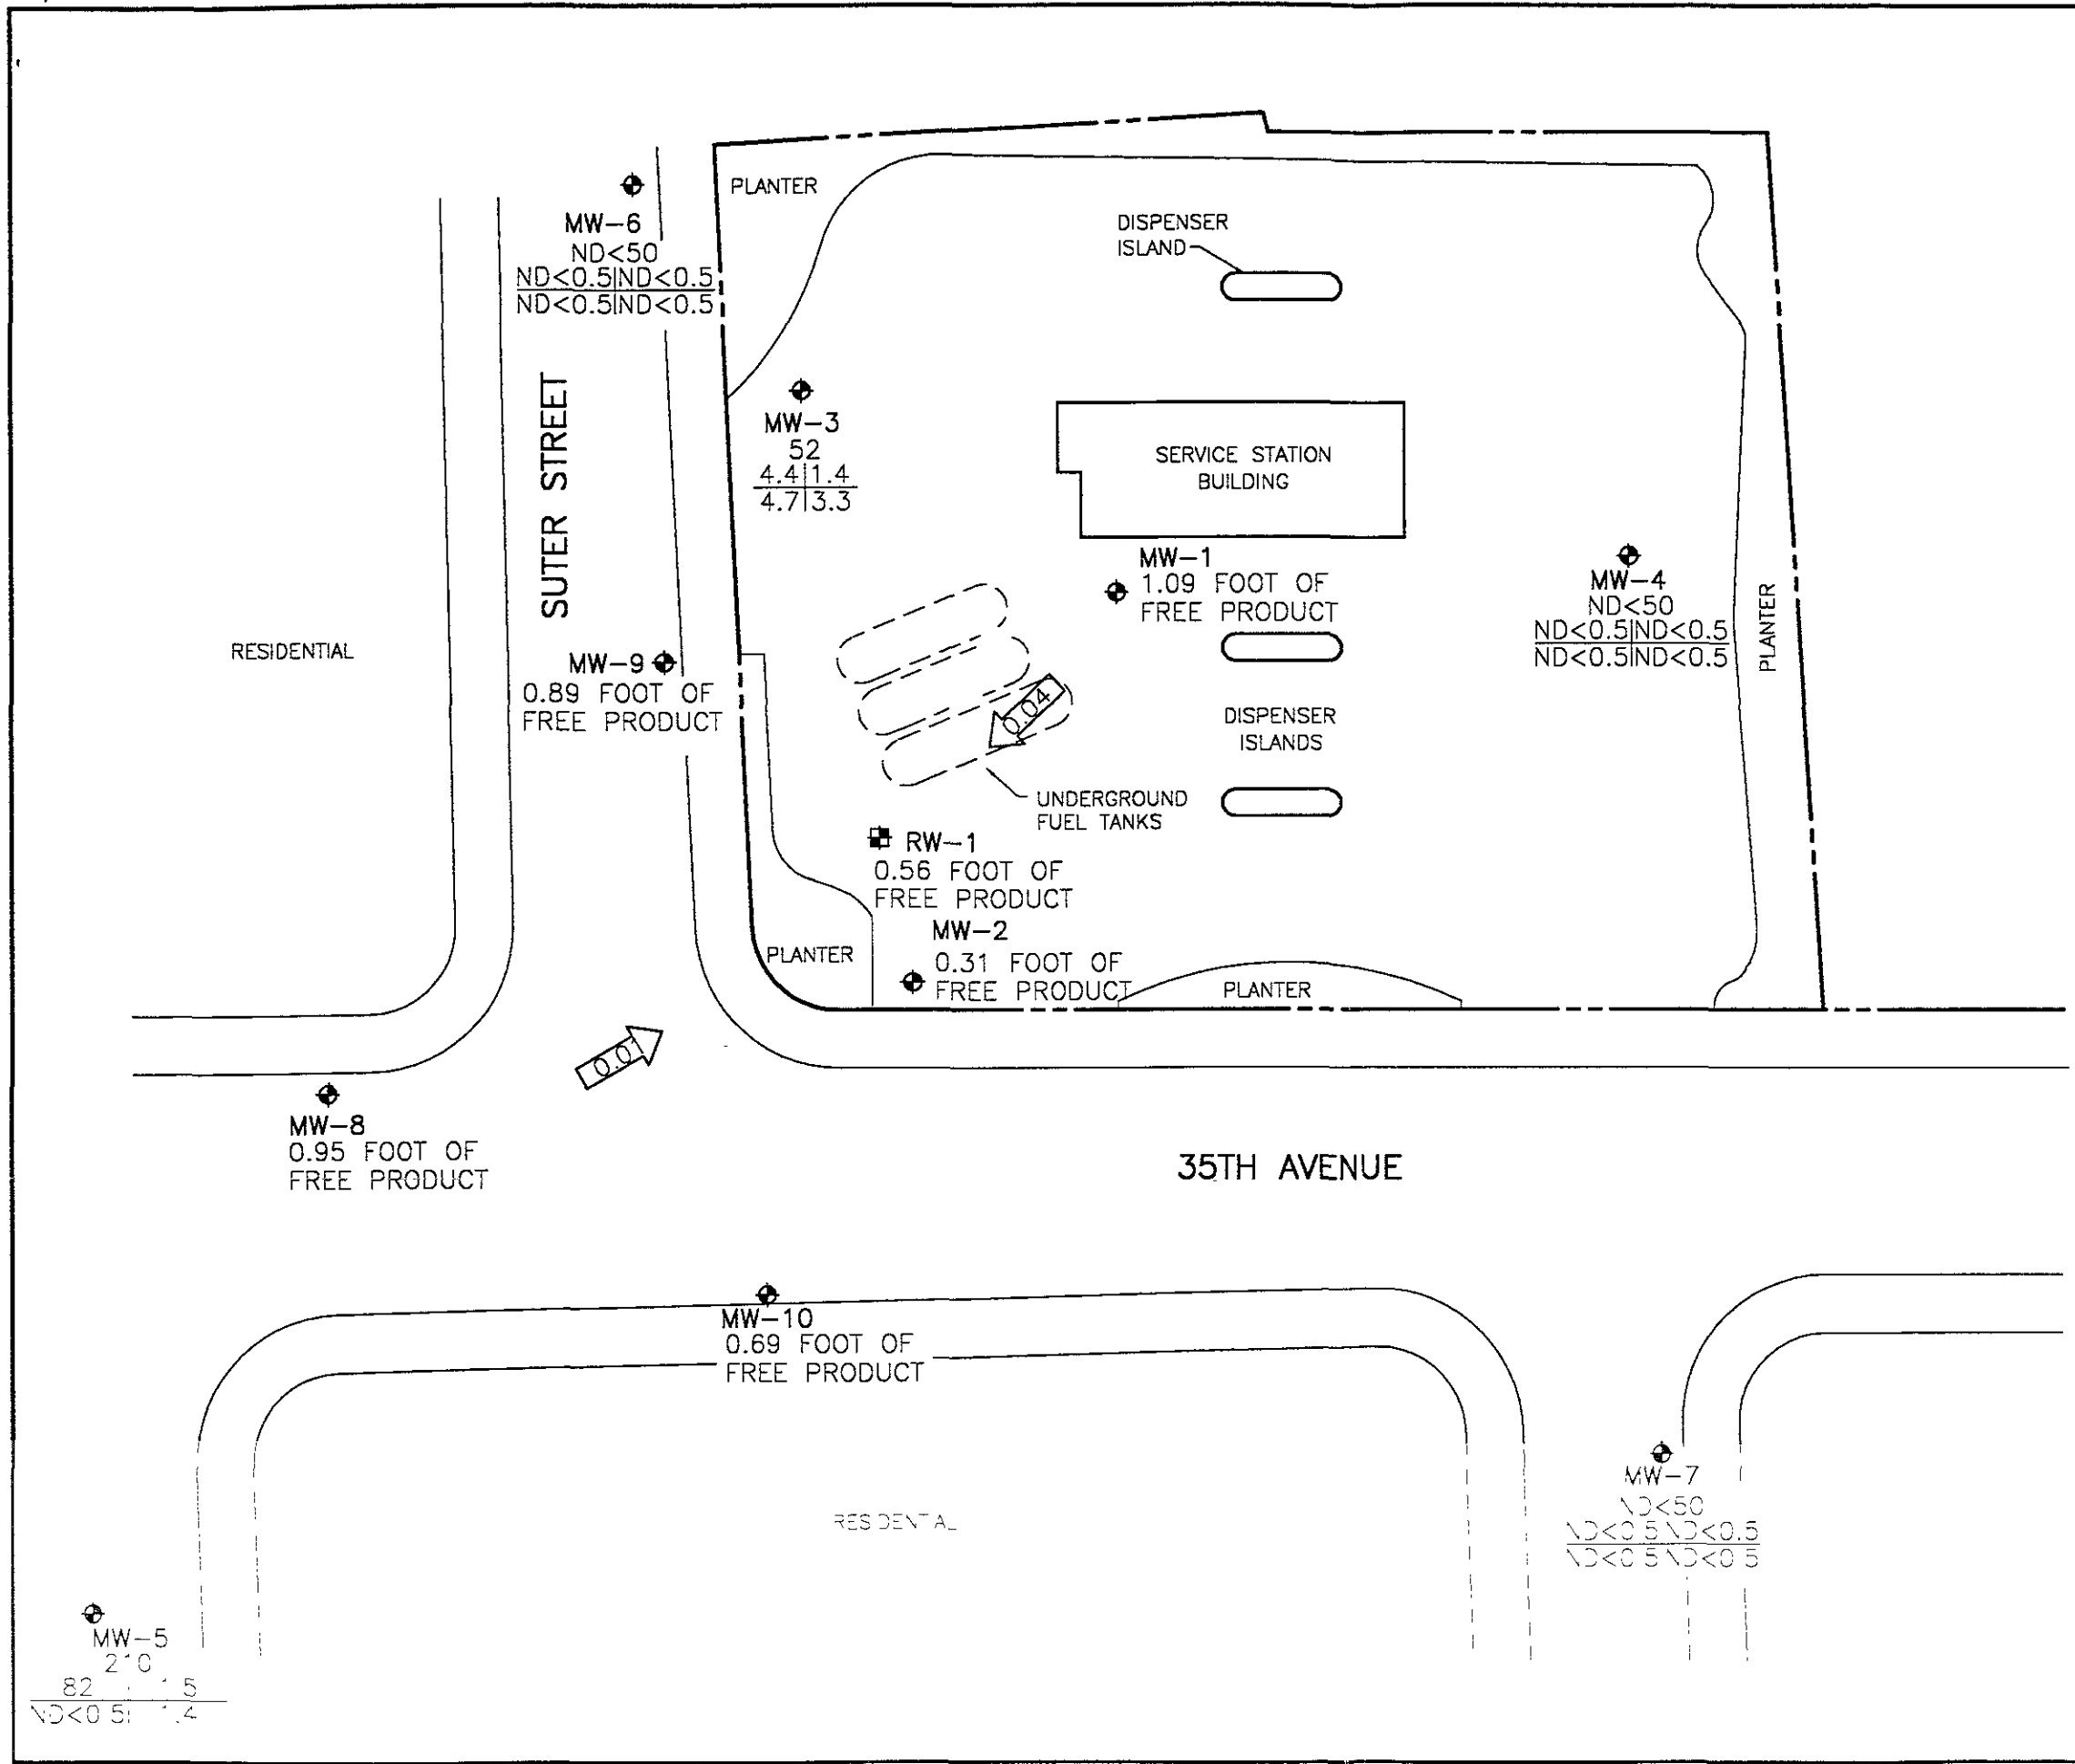 PLANTER
MW-6
ND<50
ND<0.5|ND<0.5
ND<0.5|ND<0.5
DISPENSER
ISLAND
SUTER STREET
MW-3
52
4.4|1.4
4.7|3.3
SERVICE STATION
BUILDING
MW-1
1.09 FOOT OF
FREE PRODUCT
MW-4
ND<50
ND<0.5|ND<0.5
ND<0.5|ND<0.5
PLANTER
RESIDENTIAL
MW-9
0.89 FOOT OF
FREE PRODUCT
0.04
DISPENSER
ISLANDS
UNDERGROUND
FUEL TANKS
RW-1
0.56 FOOT OF
FREE PRODUCT
MW-2
0.31 FOOT OF
FREE PRODUCT
PLANTER
PLANTER
0.01
MW-8
0.95 FOOT OF
FREE PRODUCT
35TH AVENUE
MW-10
0.69 FOOT OF
FREE PRODUCT
MW-7
ND<50
ND<0.5 ND<0.5
ND<0.5 ND<0.5
RESIDENTIAL
MW-5
210
82
ND<0.5